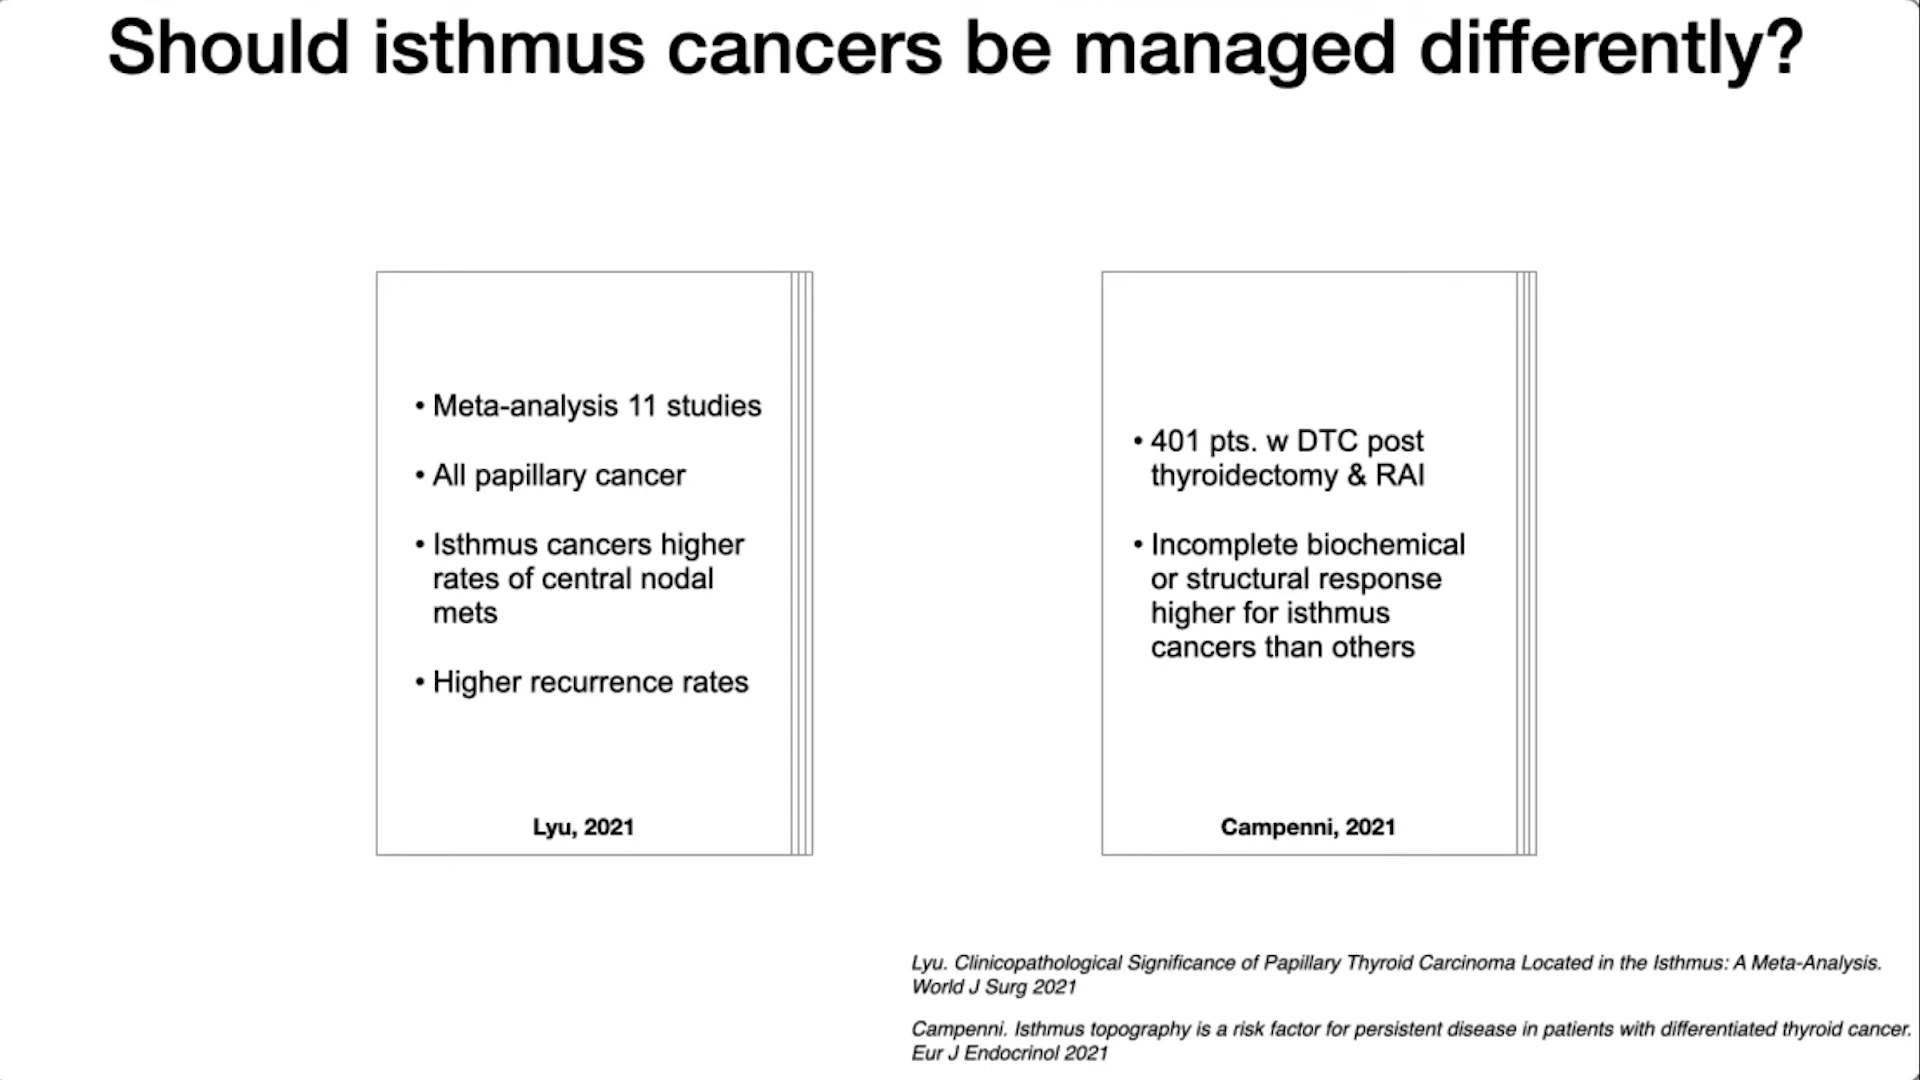 Should isthmus cancers be managed differently?
• Meta-analysis 11 studies
• All papillary cancer
• Isthmus cancers higher
rates of central nodal
mets
• Higher recurrence rates
Lyu, 2021
• 401 pts. w DTC post
thyroidectomy & RAI
• Incomplete biochemical
or structural response
higher for isthmus
cancers than others
Campenni, 2021
Lyu. Clinicopathological Significance of Papillary Thyroid Carcinoma Located in the Isthmus: A Meta-Analysis.
World J Surg 2021
Campenni. Isthmus topography is a risk factor for persistent disease in patients with differentiated thyroid cancer.
Eur J Endocrinol 2021